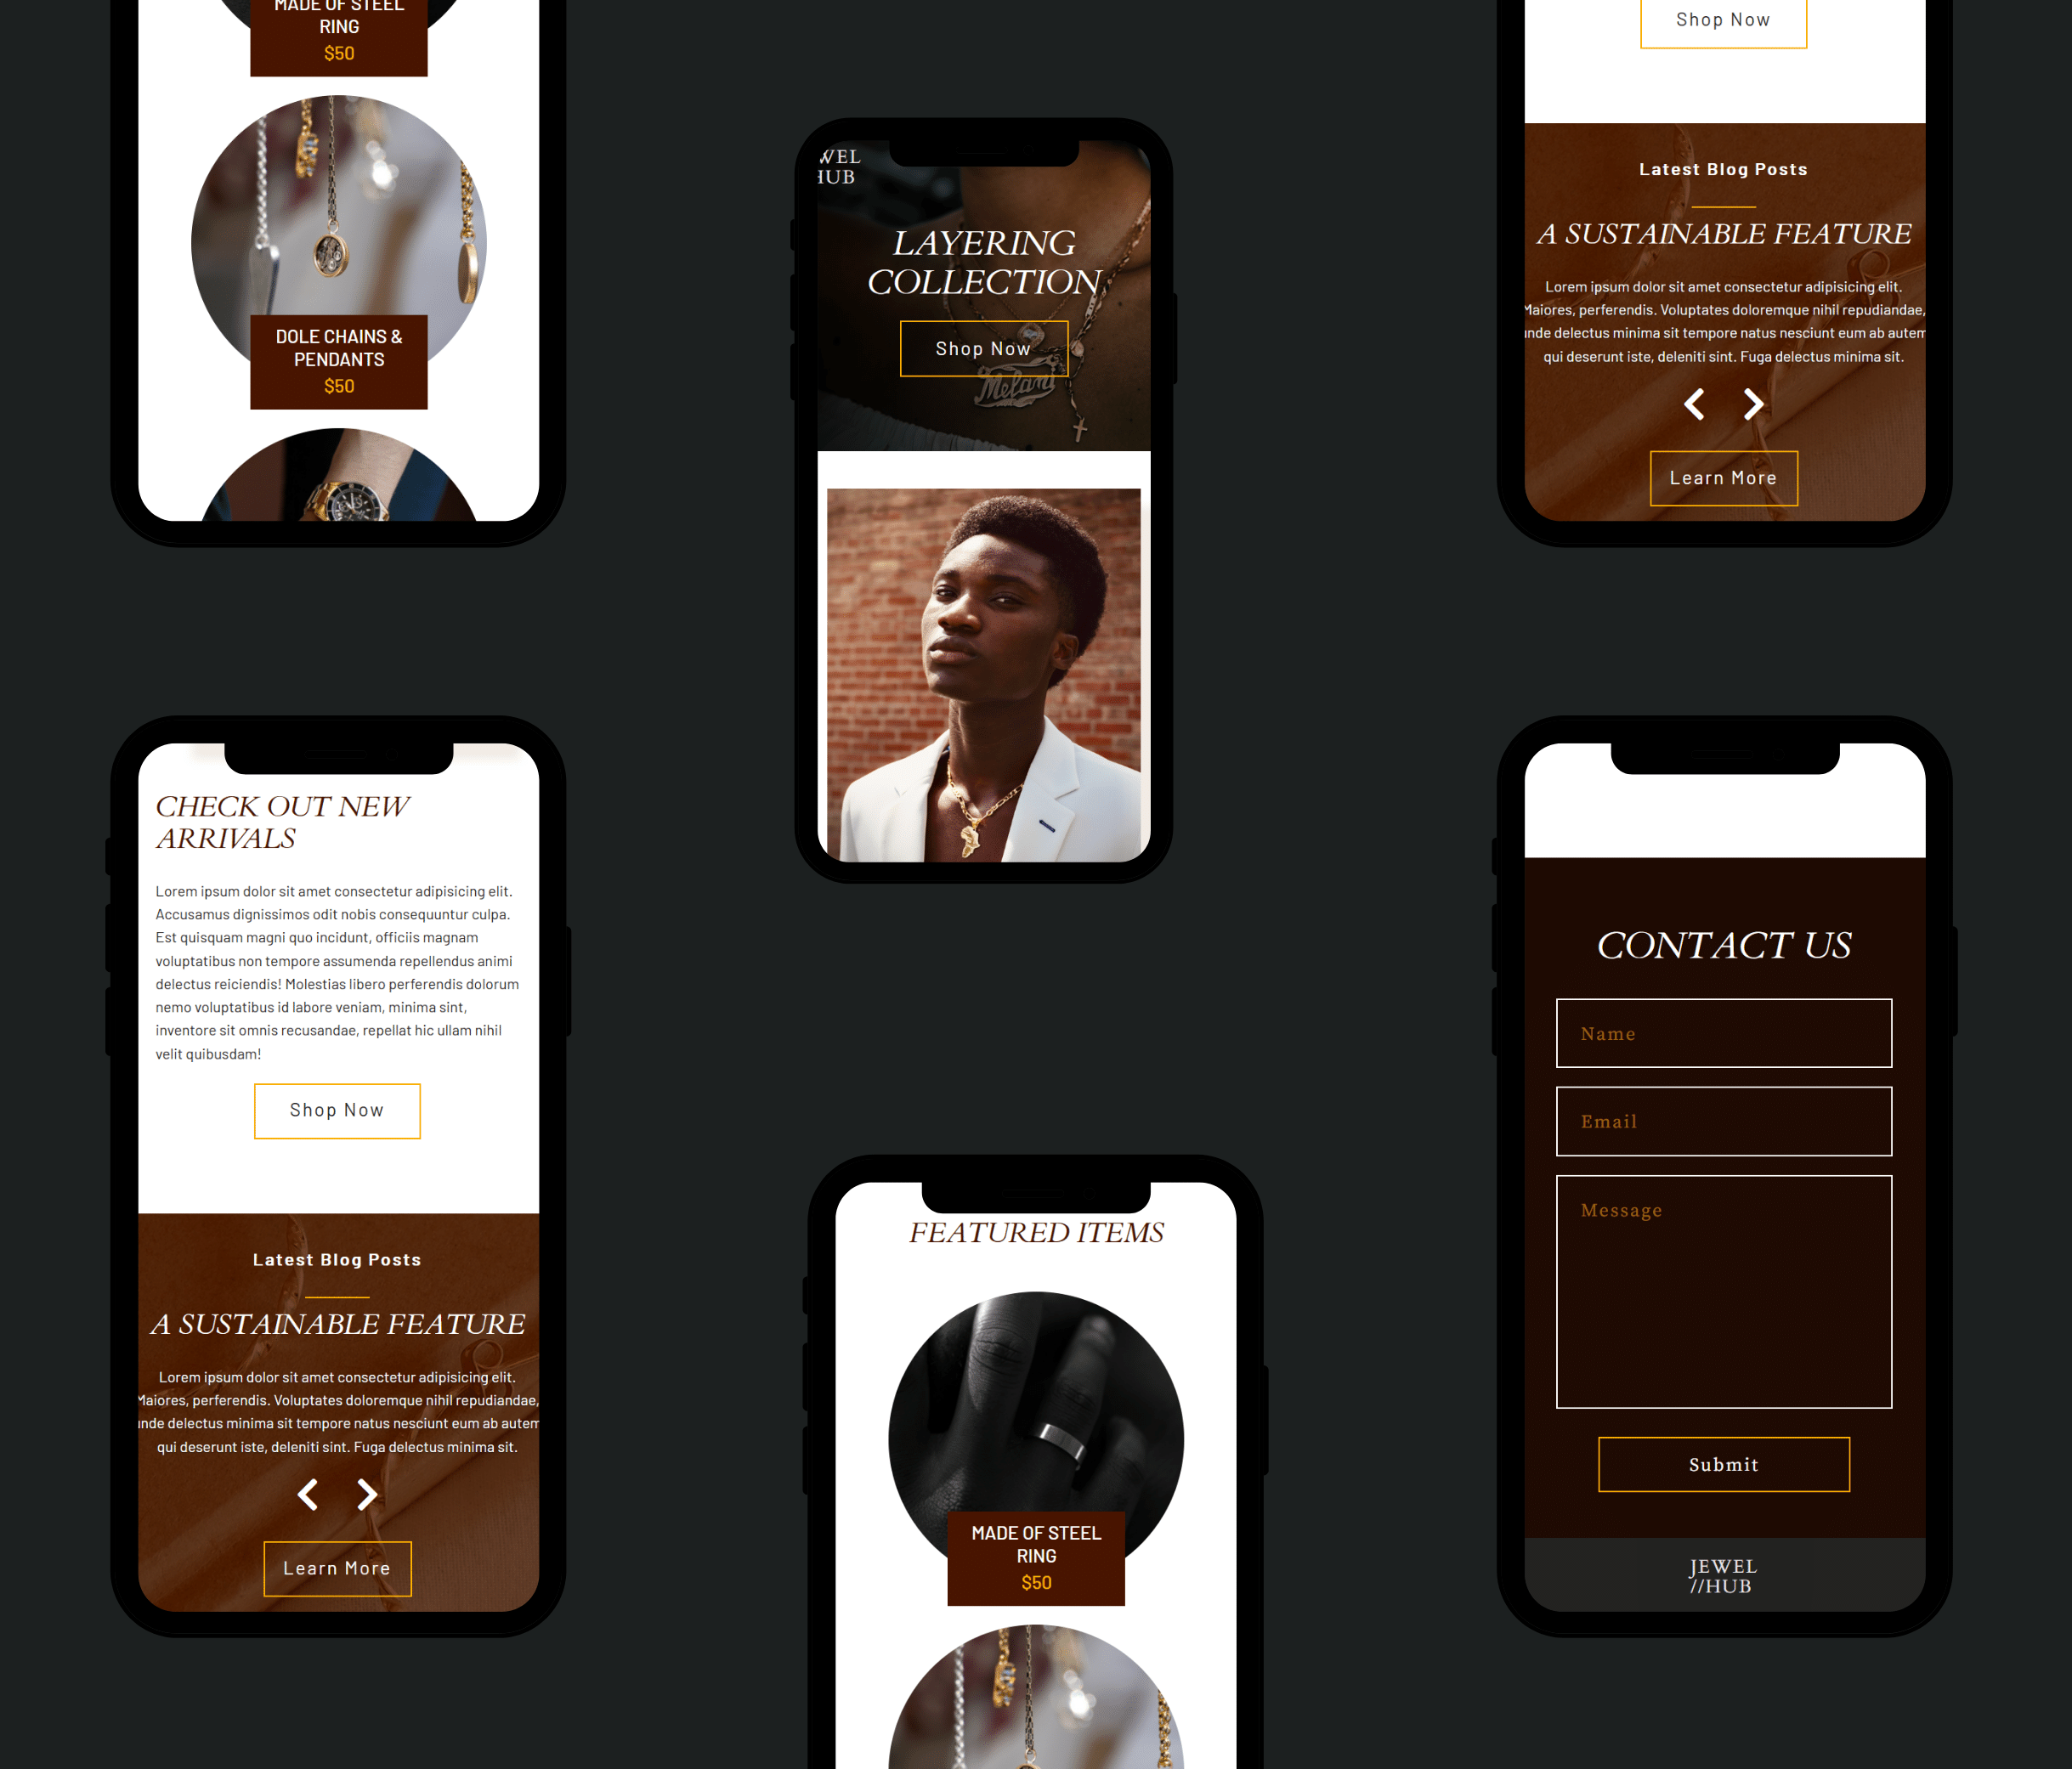 MADE OF STEEL
RING
$50
DOLE CHAINS &
PENDANTS
$50
CHECK OUT NEW
ARRIVALS
Lorem ipsum dolor sit amet consectetur adipisicing elit.
Accusamus dignissimos odit nobis consequuntur culpa.
Est quisquam magni quo incidunt, officiis magnam
voluptatibus non tempore assumenda repellendus animi
delectus reiciendis! Molestias libero perferendis dolorum
nemo voluptatibus id labore veniam, minima sint,
inventore sit omnis recusandae, repellat hic ullam nihil
velit quibusdam!
Shop Now
Latest Blog Posts
A SUSTAINABLE FEATURE
Lorem ipsum dolor sit amet consectetur adipisicing elit.
Maiores, perferendis. Voluptates doloremque nihil repudiandae,
unde delectus minima sit tempore natus nesciunt eum ab autem
qui deserunt iste, deleniti sint. Fuga delectus minima sit.
Learn More
WEL
HUB
LAYERING
COLLECTION
Shop Now
Melani
FEATURED ITEMS
MADE OF STEEL
RING
$50
Shop Now
Latest Blog Posts
A SUSTAINABLE FEATURE
Lorem ipsum dolor sit amet consectetur adipisicing elit.
Maiores, perferendis. Voluptates doloremque nihil repudiandae,
unde delectus minima sit tempore natus nesciunt eum ab autem
qui deserunt iste, deleniti sint. Fuga delectus minima sit.
Learn More
CONTACT US
Name
Email
Message
Submit
JEWEL
//HUB